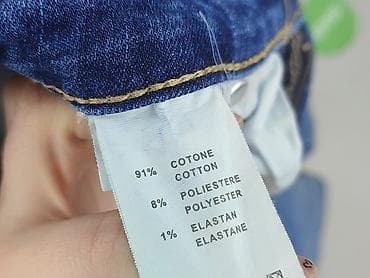 91% COTONE
COTTON
8% POLIESTERE
POLYESTER
1% ELASTAN
ELASTANE